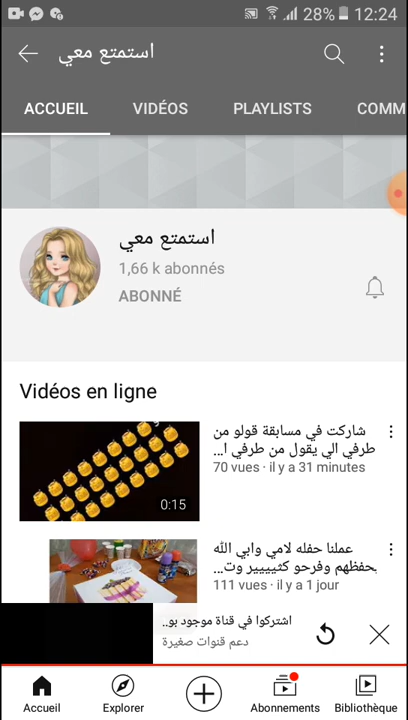 28% 12:24
استمتع معي
ACCUEIL VIDÉOS PLAYLISTS COMM
استمتع معي
1,66 k abonnés
ABONNÉ
Vidéos en ligne
شاركت في مسابقة قولو من
طرفي الي يقول من طرفي ا...
70 vues · il y a 31 minutes
0:15
عملنا حفله لامي وابي الله
يحفظهم وفرحو كثيييير وت...
111 vues · il y a 1 jour
اشتركوا في قناة موجود بو..
دعم قنوات صغيرة
Accueil Explorer Abonnements Bibliothèque